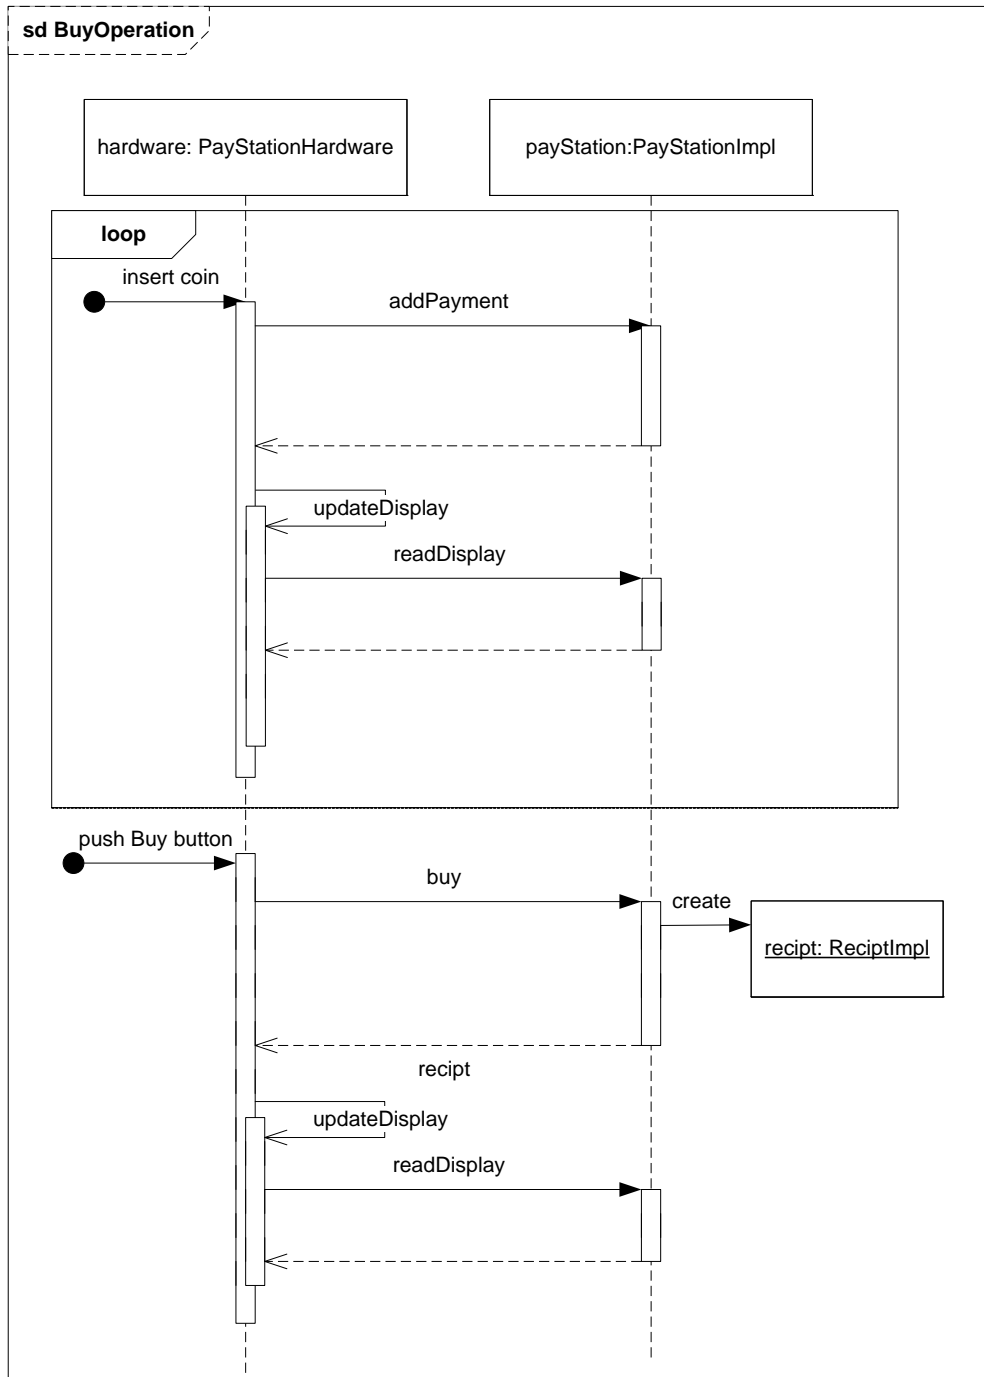 sd BuyOperation
hardware: PayStationHardware
payStation:PayStationImpl
loop
insert coin
addPayment
updateDisplay
readDisplay
push Buy button
buy
create
recipt: ReciptImpl
recipt
updateDisplay
readDisplay